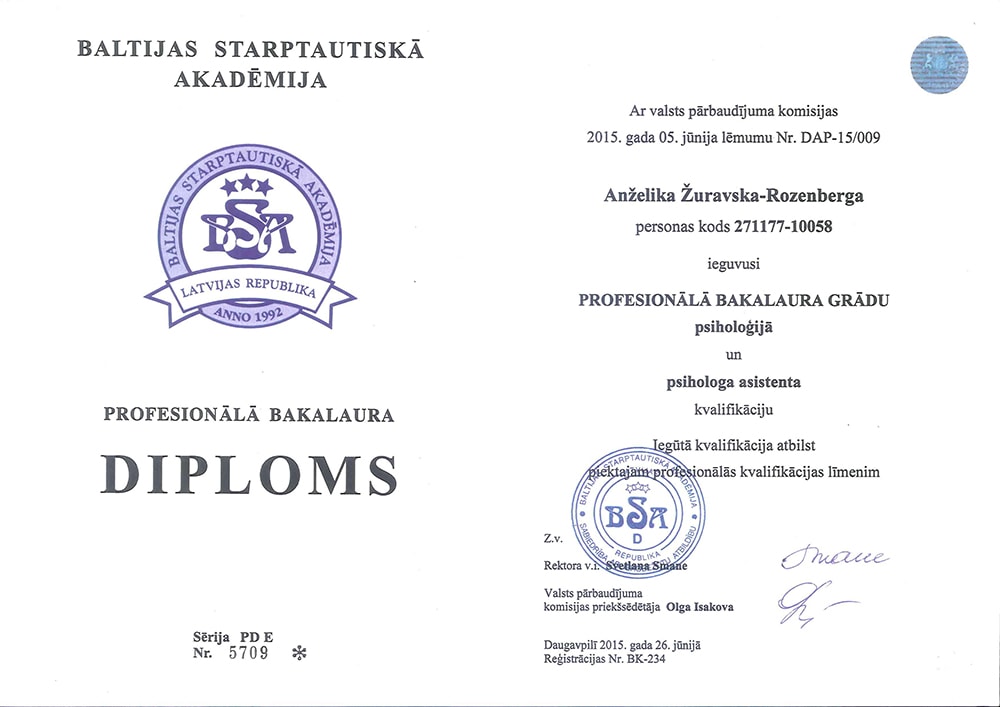 BALTIJAS STARPTAUTISKĀ
AKADĒMIJA
BALTIJAS STARPTAUTISKĀ AKADĒMIJA
BSA
LATVIJAS REPUBLIKA
ANNO 1992
PROFESIONĀLĀ BAKALAURA
DIPLOMS
Sērija PD E
Nr. 5709
Ar valsts pārbaudījuma komisijas
2015. gada 05. jūnija lēmumu Nr. DAP-15/009
Anželika Žuravska-Rozenberga
personas kods 271177-10058
ieguvusi
PROFESIONĀLĀ BAKALAURA GRĀDU
psiholoģijā
un
psihologa asistenta
kvalifikāciju
Iegūtā kvalifikācija atbilst
piektajam profesionālās kvalifikācijas līmenim
BALTIJAS STARPTAUTISKĀ AKADĒMIJA
BSA
D
REPUBLIKA
SABIEDRĪBA AR ATBILDĪBU
Z.v.
Rektora v.i. Svetlana Smane
Smane
Valsts pārbaudījuma
komisijas priekšsēdētāja Olga Isakova
Daugavpilī 2015. gada 26. jūnijā
Reģistrācijas Nr. BK-234